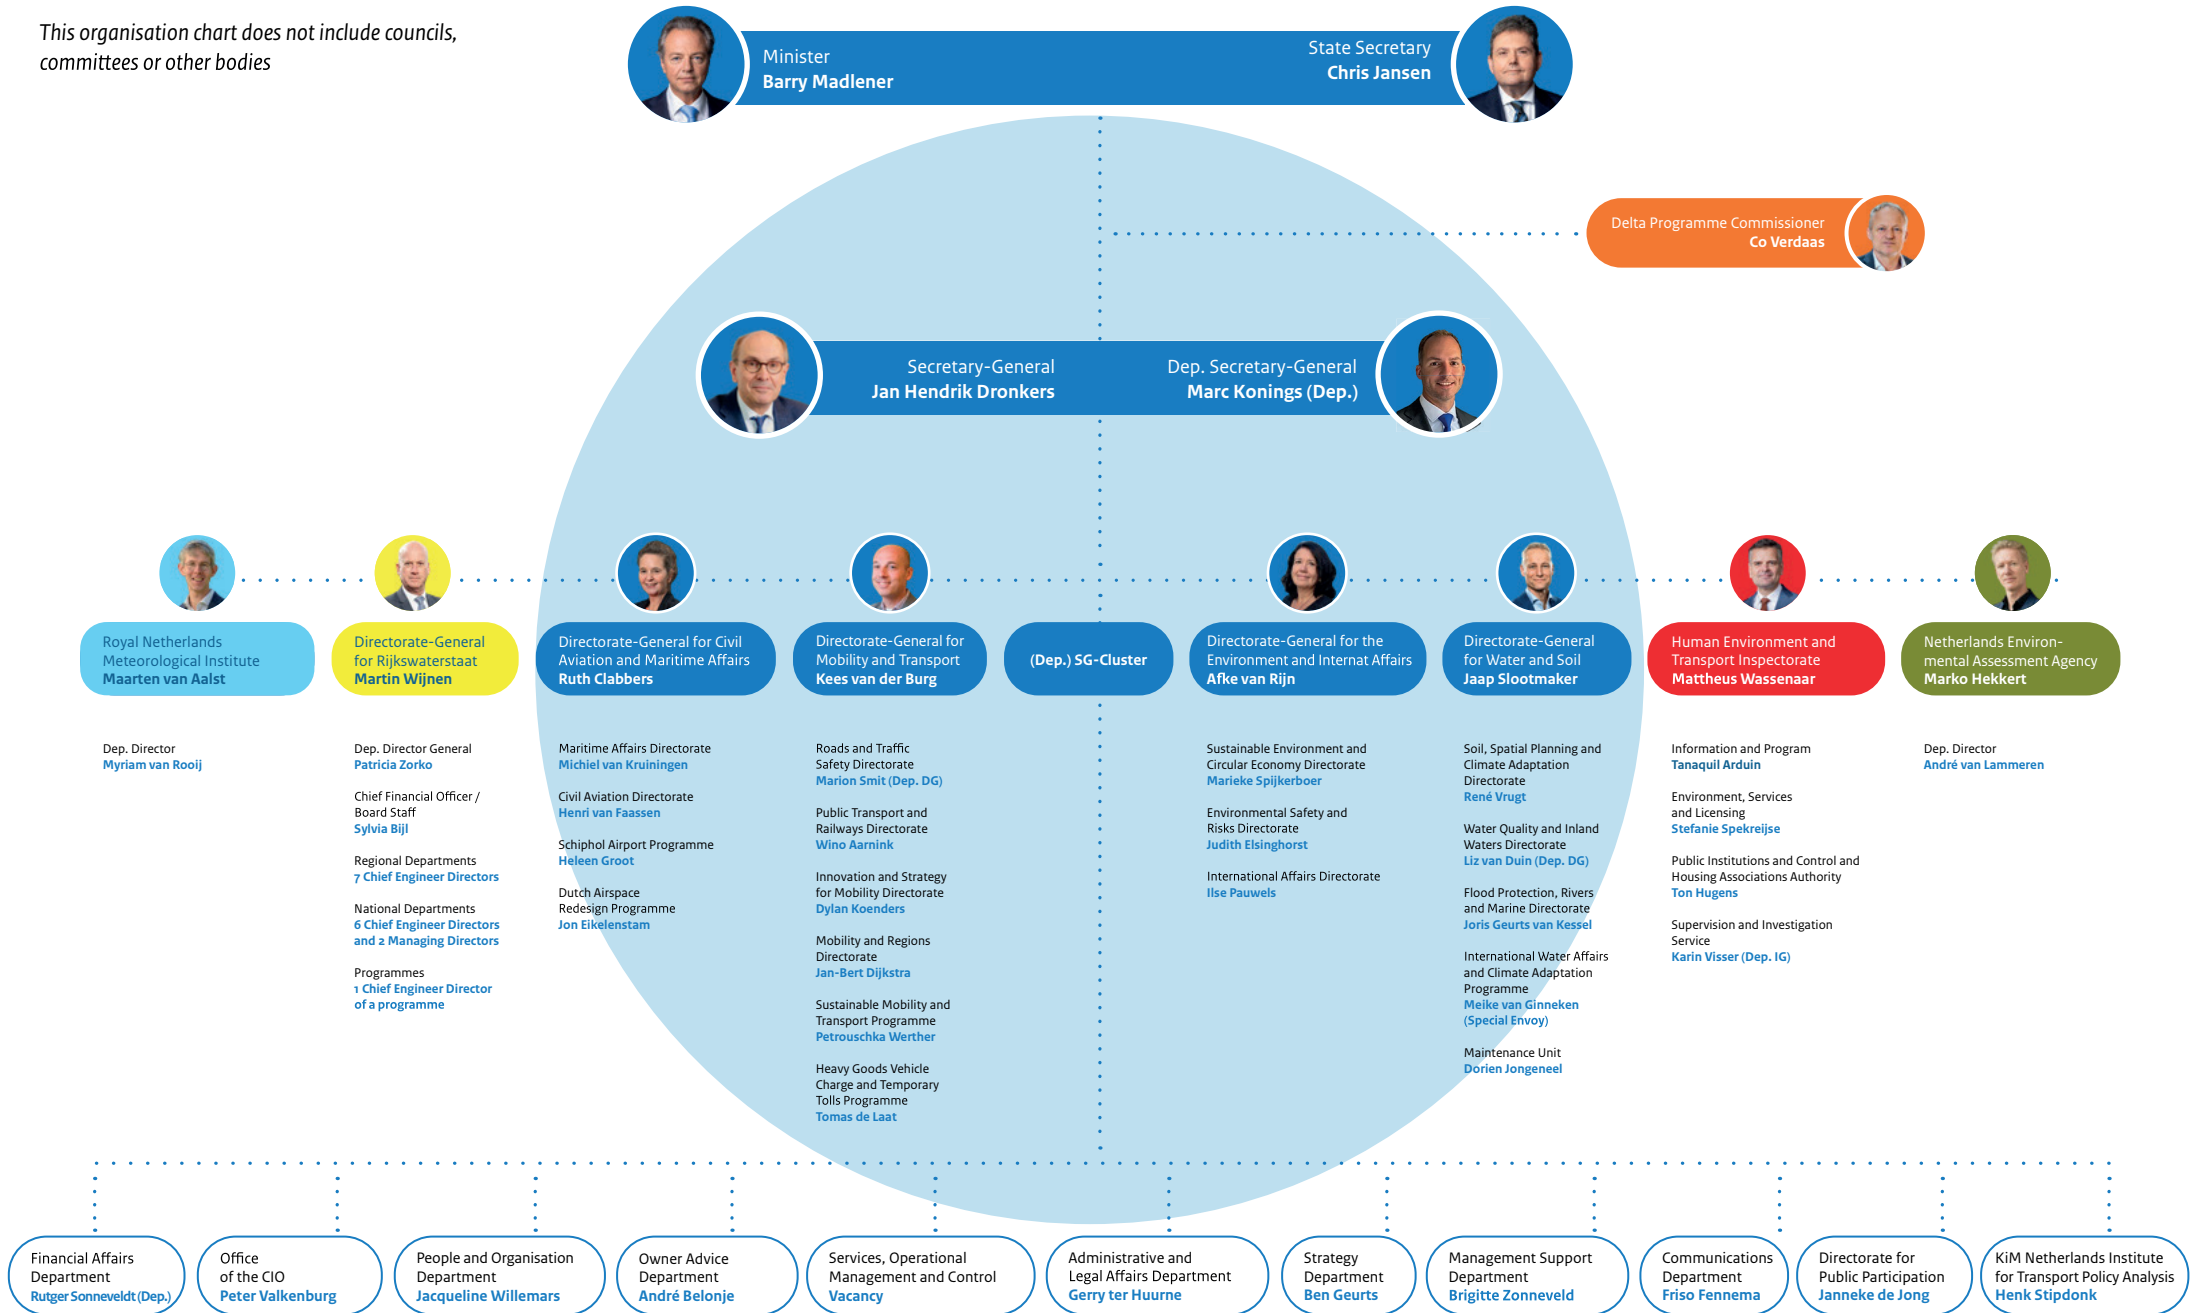 This organisation chart does not include councils,
committees or other bodies
Minister
Barry Madlener
State Secretary
Chris Jansen
Delta Programme Commissioner
Co Verdaas
Secretary-General
Jan Hendrik Dronkers
Dep. Secretary-General
Marc Konings (Dep.)
Royal Netherlands
Meteorological Institute
Maarten van Aalst
Dep. Director
Myriam van Rooij
Directorate-General
for Rijkswaterstaat
Martin Wijnen
Dep. Director General
Patricia Zorko
Chief Financial Officer /
Board Staff
Sylvia Bijl
Regional Departments
7 Chief Engineer Directors
National Departments
6 Chief Engineer Directors
and 2 Managing Directors
Programmes
1 Chief Engineer Director
of a programme
Directorate-General for Civil
Aviation and Maritime Affairs
Ruth Clabbers
Maritime Affairs Directorate
Michiel van Kruiningen
Civil Aviation Directorate
Henri van Faassen
Schiphol Airport Programme
Heleen Groot
Dutch Airspace
Redesign Programme
Jon Eikelenstam
Directorate-General for
Mobility and Transport
Kees van der Burg
Roads and Traffic
Safety Directorate
Marion Smit (Dep. DG)
Public Transport and
Railways Directorate
Wino Aarnink
Innovation and Strategy
for Mobility Directorate
Dylan Koenders
Mobility and Regions
Directorate
Jan-Bert Dijkstra
Sustainable Mobility and
Transport Programme
Petrouschka Werther
Heavy Goods Vehicle
Charge and Temporary
Tolls Programme
Tomas de Laat
(Dep.) SG-Cluster
Directorate-General for the
Environment and Internat Affairs
Afke van Rijn
Sustainable Environment and
Circular Economy Directorate
Marieke Spijkerboer
Environmental Safety and
Risks Directorate
Judith Elsinghorst
International Affairs Directorate
Ilse Pauwels
Directorate-General
for Water and Soil
Jaap Slootmaker
Soil, Spatial Planning and
Climate Adaptation
Directorate
René Vrugt
Water Quality and Inland
Waters Directorate
Liz van Duin (Dep. DG)
Flood Protection, Rivers
and Marine Directorate
Joris Geurts van Kessel
International Water Affairs
and Climate Adaptation
Programme
Meike van Ginneken
(Special Envoy)
Maintenance Unit
Dorien Jongeneel
Human Environment and
Transport Inspectorate
Mattheus Wassenaar
Information and Program
Tanaquil Arduin
Environment, Services
and Licensing
Stefanie Spekreijse
Public Institutions and Control and
Housing Associations Authority
Ton Hugens
Supervision and Investigation
Service
Karin Visser (Dep. IG)
Netherlands Environ-
mental Assessment Agency
Marko Hekkert
Dep. Director
André van Lammeren
Financial Affairs
Department
Rutger Sonneveldt (Dep.)
Office
of the CIO
Peter Valkenburg
People and Organisation
Department
Jacqueline Willemars
Owner Advice
Department
André Belonje
Services, Operational
Management and Control
Vacancy
Administrative and
Legal Affairs Department
Gerry ter Huurne
Strategy
Department
Ben Geurts
Management Support
Department
Brigitte Zonneveld
Communications
Department
Friso Fennema
Directorate for
Public Participation
Janneke de Jong
KiM Netherlands Institute
for Transport Policy Analysis
Henk Stipdonk